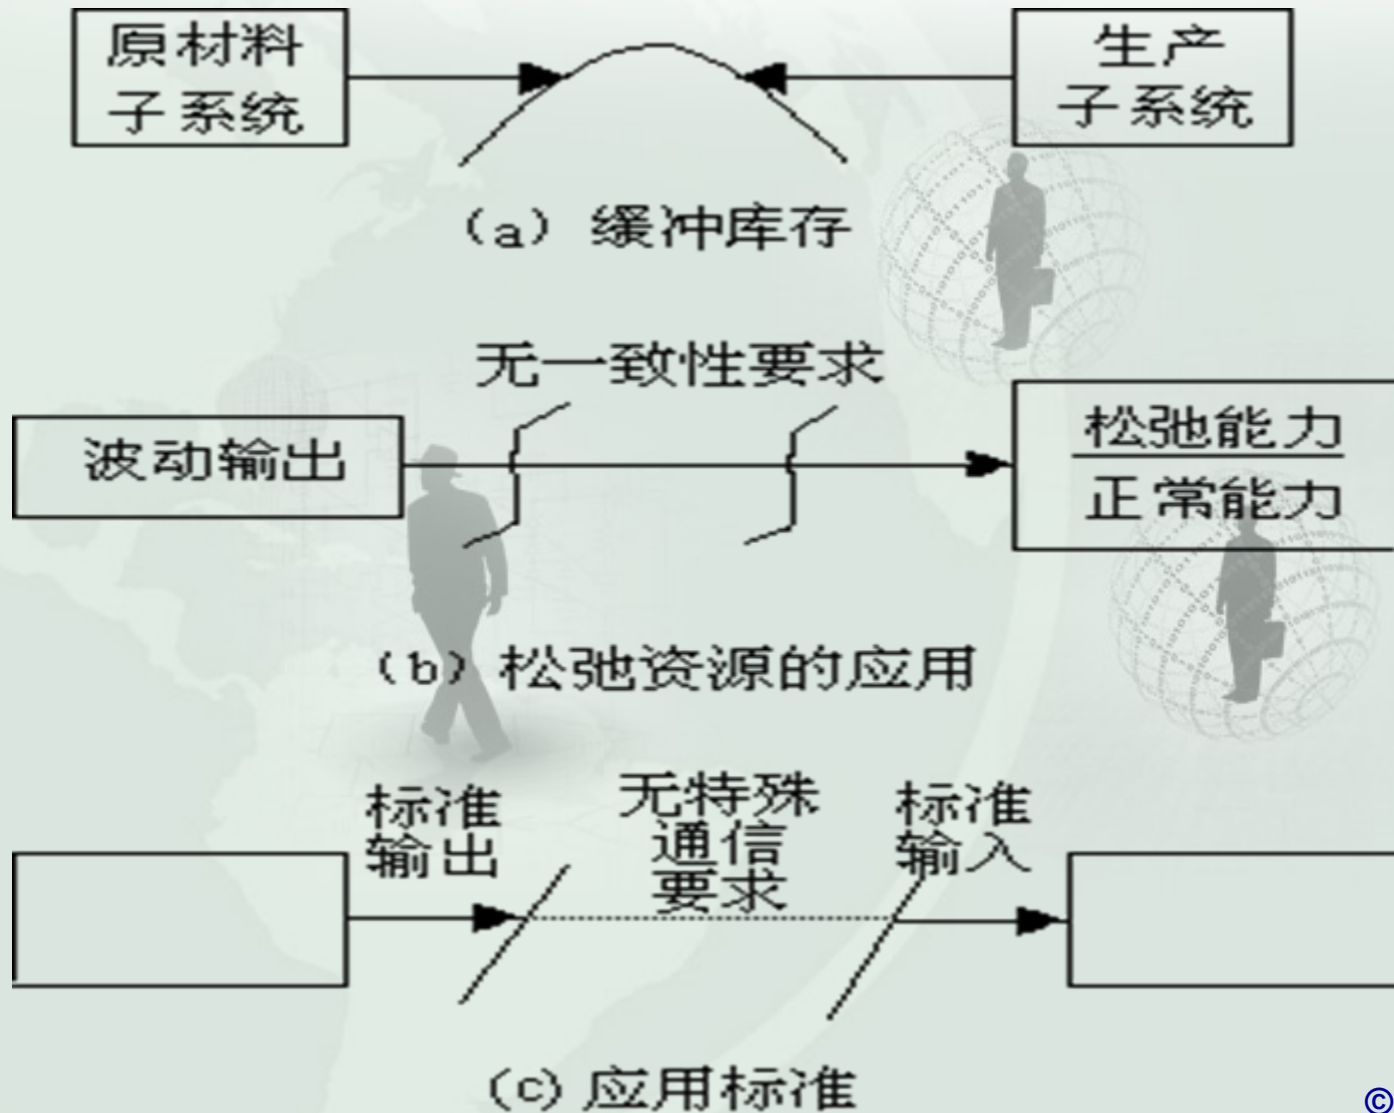 原材料
子系统
生产
子系统
(a) 缓冲库存
无一致性要求
波动输出
松弛能力
正常能力
(b) 松弛资源的应用
标准
输出
无特殊
通信
要求
标准
输入
(c) 应用标准
©